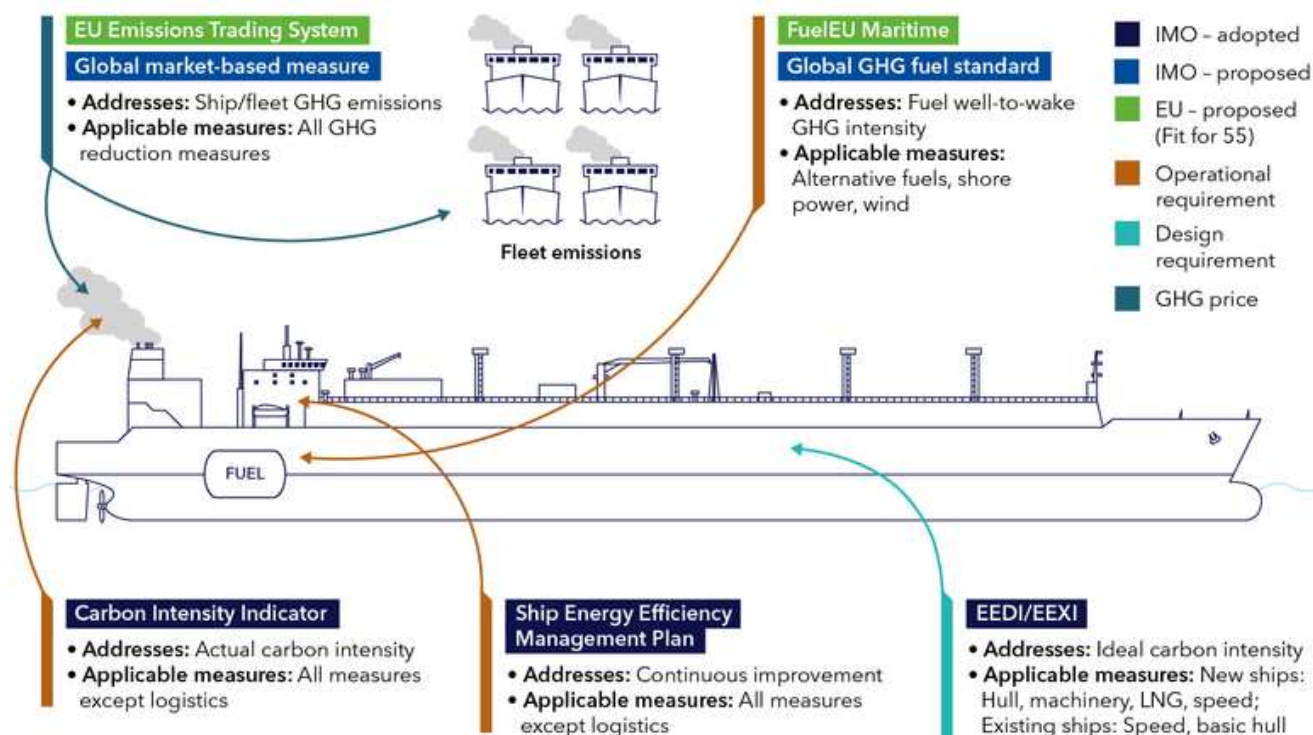 EU Emissions Trading System
Global market-based measure
• Addresses: Ship/fleet GHG emissions
• Applicable measures: All GHG
reduction measures
Fleet emissions
FuelEU Maritime
Global GHG fuel standard
• Addresses: Fuel well-to-wake
GHG intensity
• Applicable measures:
Alternative fuels, shore
power, wind
IMO – adopted
IMO – proposed
EU – proposed
(Fit for 55)
Operational
requirement
Design
requirement
GHG price
FUEL
Carbon Intensity Indicator
• Addresses: Actual carbon intensity
• Applicable measures: All measures
except logistics
Ship Energy Efficiency
Management Plan
• Addresses: Continuous improvement
• Applicable measures: All measures
except logistics
EEDI/EEXI
• Addresses: Ideal carbon intensity
• Applicable measures: New ships:
Hull, machinery, LNG, speed;
Existing ships: Speed, basic hull